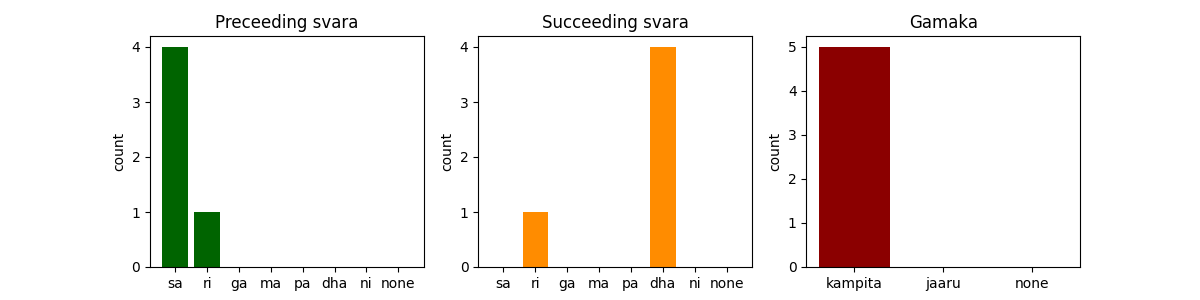 Preceeding svara
count
4
3
2
1
0
sa ri ga ma pa dha ni none
Succeeding svara
count
4
3
2
1
0
sa ri ga ma pa dha ni none
Gamaka
count
5
4
3
2
1
0
kampita jaaru none